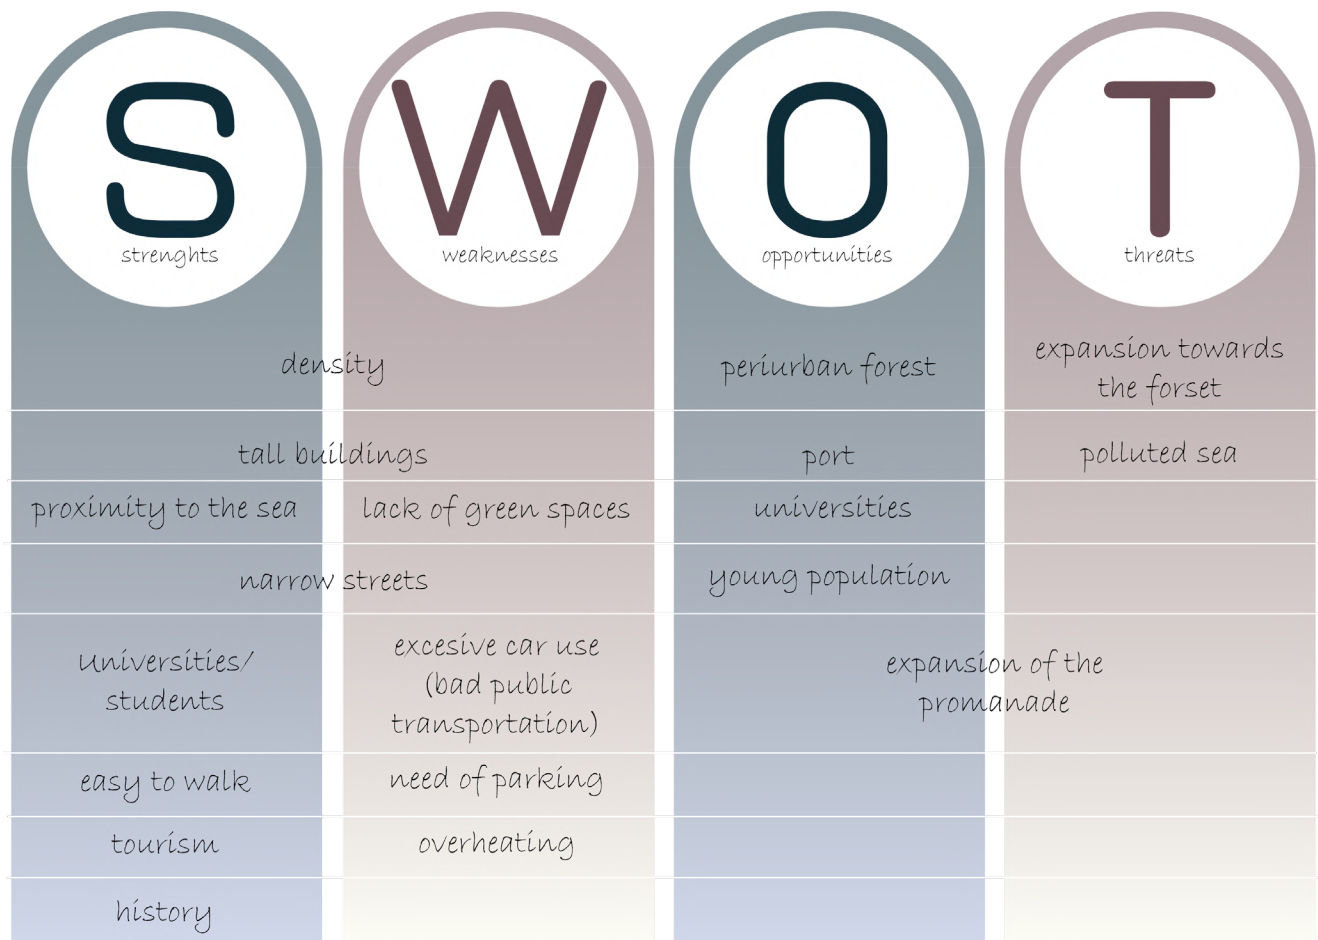 S
W
O
T
strenghts
weaknesses
opportunities
threats
density
periurban forest
expansion towards
the forset
tall buildings
port
polluted sea
proximity to the sea
lack of green spaces
universities
narrow streets
young population
Universities/
students
excesive car use
(bad public
transportation)
expansion of the
promanade
easy to walk
need of parking
tourism
overheating
history